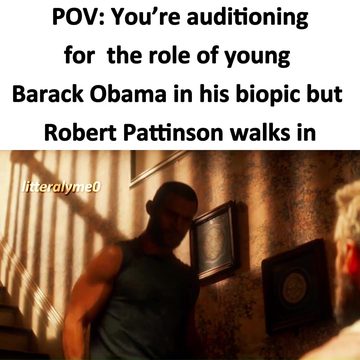 POV: You're auditioning
for the role of young
Barack Obama in his biopic but
Robert Pattinson walks in
litteralyme0